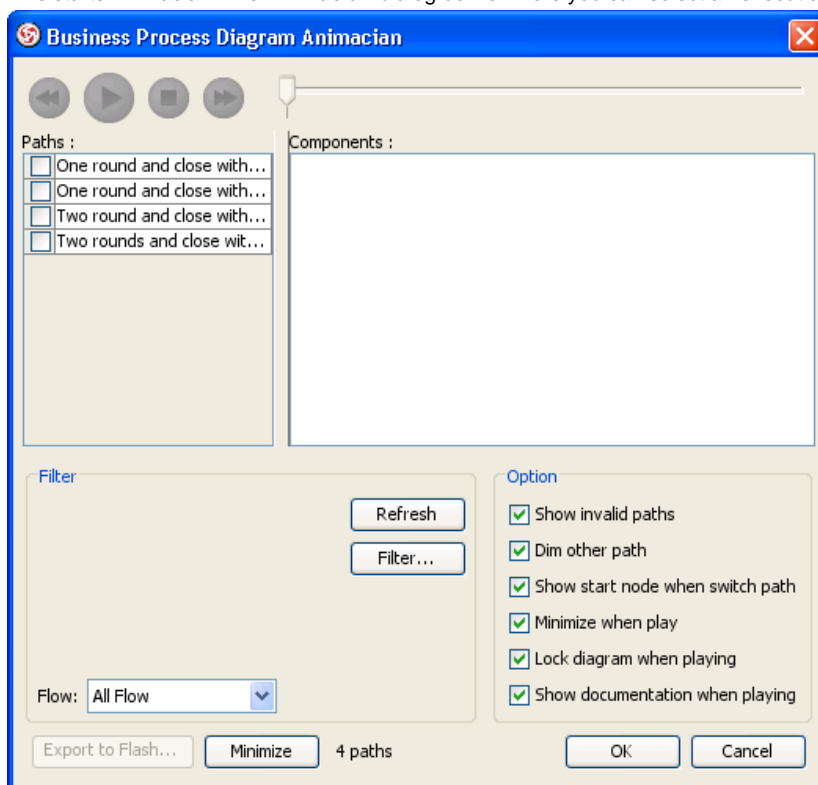 Business Process Diagram Animacian
Paths :
Components :
One round and close with...
One round and close with...
Two round and close with...
Two rounds and close wit...
Filter
Refresh
Filter...
Flow: All Flow
Option
Show invalid paths
Dim other path
Show start node when switch path
Minimize when play
Lock diagram when playing
Show documentation when playing
Export to Flash...
Minimize
4 paths
OK
Cancel